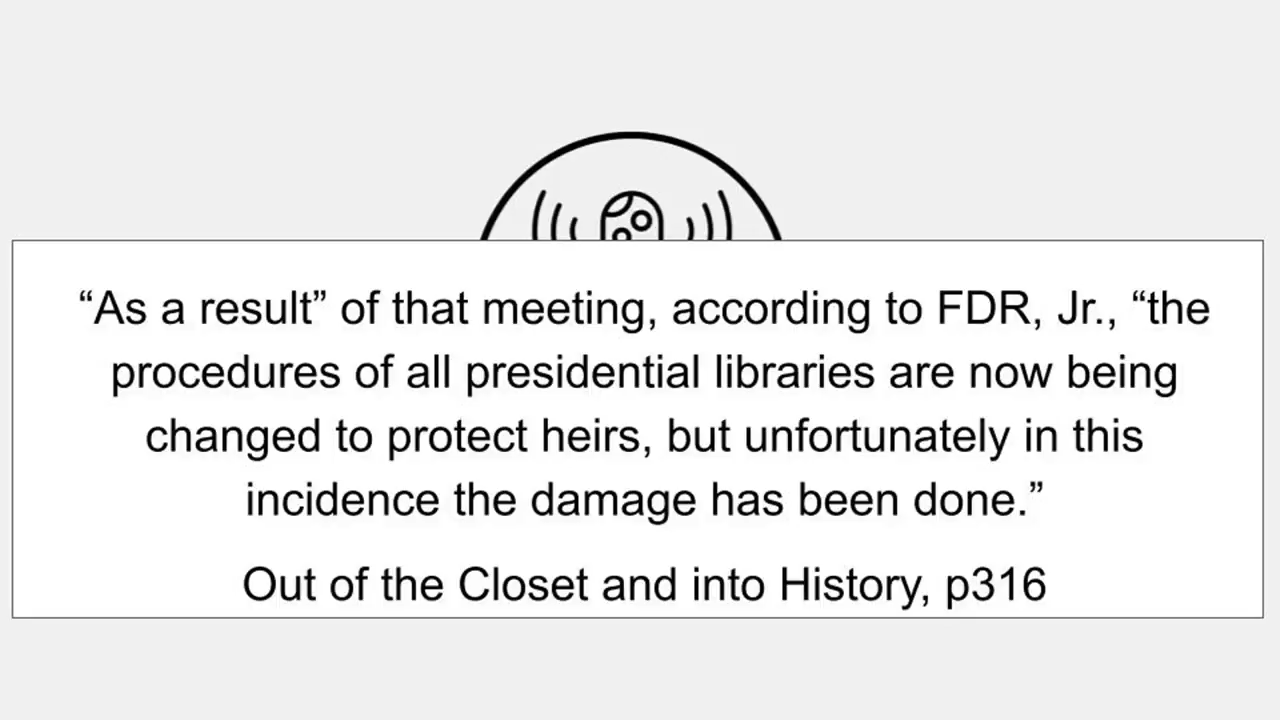 “As a result” of that meeting, according to FDR, Jr., “the
procedures of all presidential libraries are now being
changed to protect heirs, but unfortunately in this
incidence the damage has been done.”
Out of the Closet and into History, p316